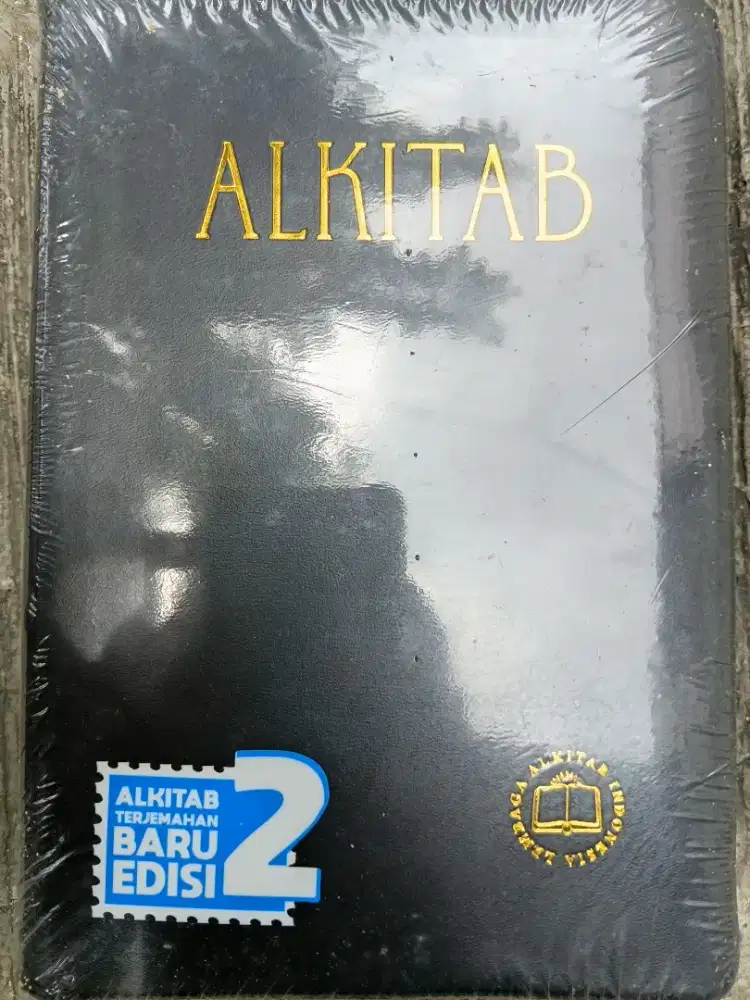 ALKITAB
ALKITAB
TERJEMAHAN
BARU
EDISI
2
LEMBAGA ALKITAB INDONESIA